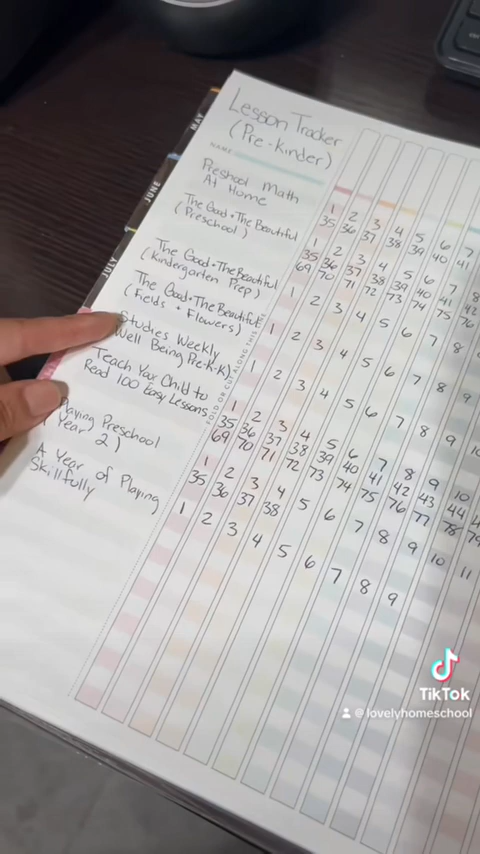 MAY
JUNE
JULY
Lesson Tracker
(Pre-kinder)
NAME
Preshool Math
At Home
1 2 3 4 5 6 7
35 36 37 38 39 40 41
The Good + The Beautiful
(Preschool)
1 2 3 4 5 6 7 8
35 36 37 38 39 40 41 42
69 70 71 72 73 74 75 76
The Good + The Beautiful
(Kindergarten Prep)
1 2 3 4 5 6 7 8
The Good + The Beautiful
(Fields + Flowers)
1 2 3 4 5 6 7 8 9
Studies Weekly
(Well Being Pre-K-K)
1 2 3 4 5 6 7 8 9
Teach Your Child to
Read 100 Easy Lessons
1 2 3 4 5 6 7 8 9 10
35 36 37 38 39 40 41 42 43 44
69 70 71 72 73 74 75 76 77 78 79
Playing Preschool
(Year 2)
1 2 3 4 5 6 7 8 9 10 11
35 36 37 38
A Year of Playing
Skillfully
1 2 3 4 5 6 7 8 9
FOLD OR CUT ALONG THIS
TikTok
@lovelyhomeschool